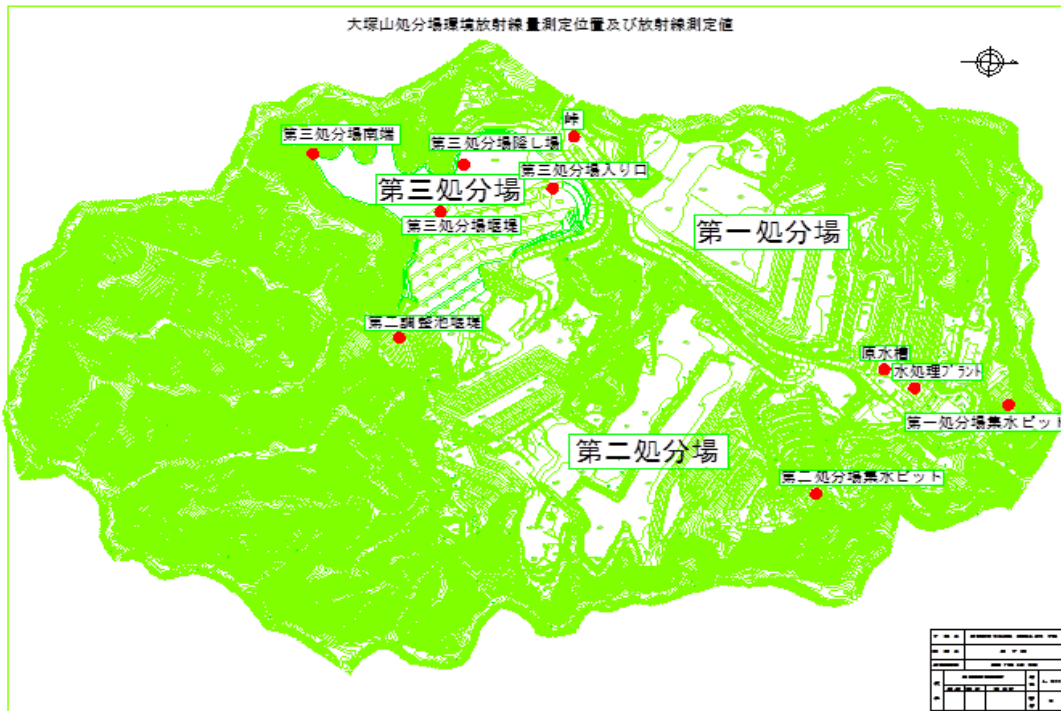 大塚山処分場環境放射線量測定位置及び放射線測定値
峠
第三処分場南端
第三処分場降し場
第三処分場入り口
第三処分場
第三処分場堰堤
第一処分場
第二調整池堰堤
原水槽
水処理プラント
第一処分場集水ピット
第二処分場
第二処分場集水ピット